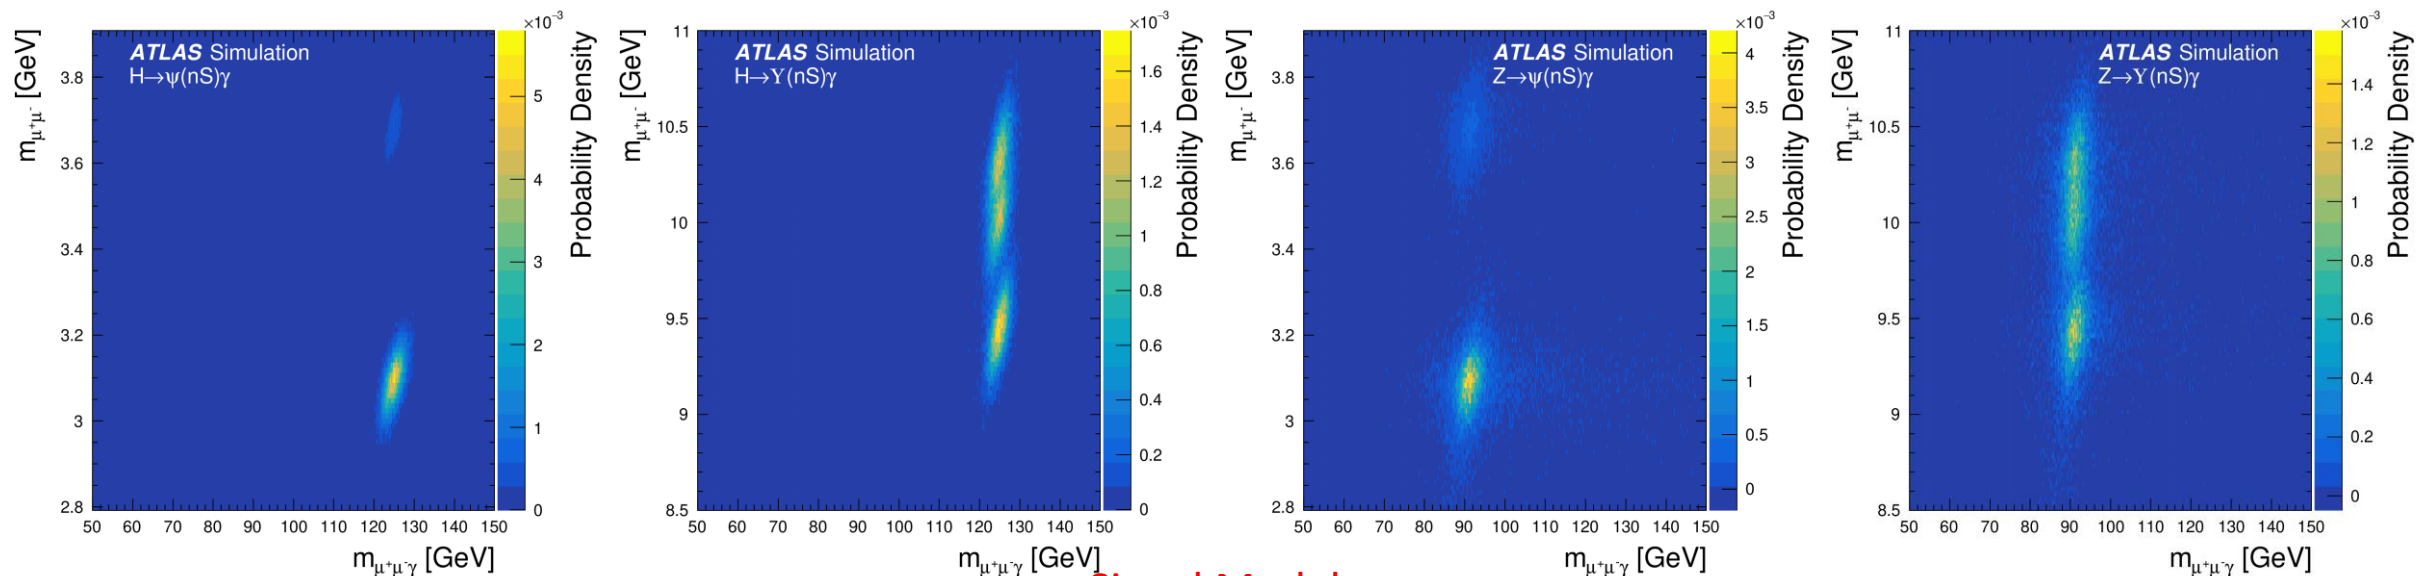 ×10⁻³
ATLAS Simulation
H→ψ(nS)γ
m_μ⁺μ⁻ [GeV]
3.8
3.6
3.4
3.2
3
2.8
50 60 70 80 90 100 110 120 130 140 150
m_μ⁺μ⁻γ [GeV]
5
4
3
2
1
0
Probability Density
×10⁻³
ATLAS Simulation
H→Υ(nS)γ
m_μ⁺μ⁻ [GeV]
11
10.5
10
9.5
9
8.5
50 60 70 80 90 100 110 120 130 140 150
m_μ⁺μ⁻γ [GeV]
1.6
1.4
1.2
1
0.8
0.6
0.4
0.2
0
Probability Density
×10⁻³
ATLAS Simulation
Z→ψ(nS)γ
m_μ⁺μ⁻ [GeV]
3.8
3.6
3.4
3.2
3
2.8
50 60 70 80 90 100 110 120 130 140 150
m_μ⁺μ⁻γ [GeV]
4
3.5
3
2.5
2
1.5
1
0.5
0
Probability Density
×10⁻³
ATLAS Simulation
Z→Υ(nS)γ
m_μ⁺μ⁻ [GeV]
11
10.5
10
9.5
9
8.5
50 60 70 80 90 100 110 120 130 140 150
m_μ⁺μ⁻γ [GeV]
1.4
1.2
1
0.8
0.6
0.4
0.2
0
Probability Density